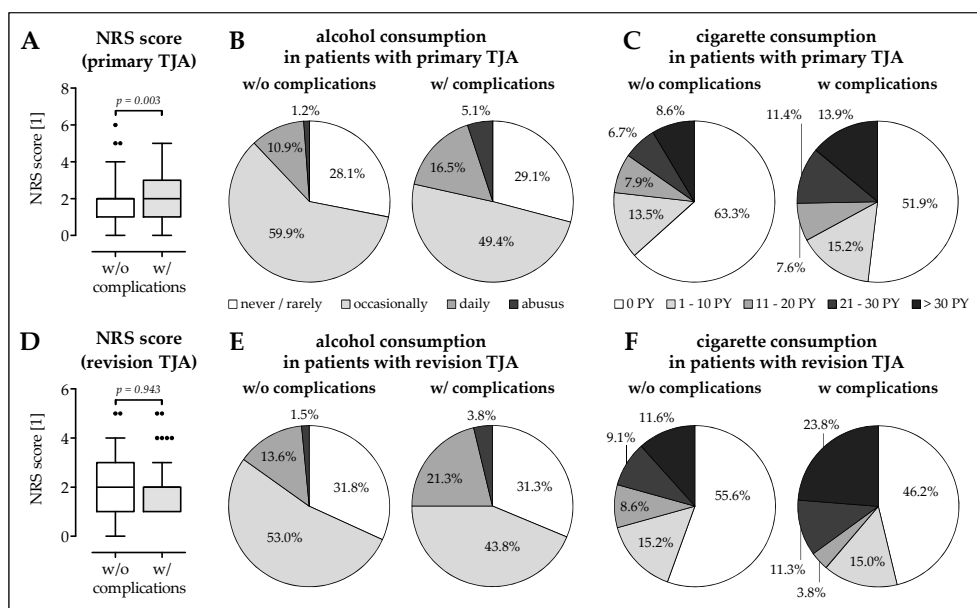 A
NRS score
(primary TJA)
p = 0.003
NRS score [1]
8
6
4
2
0
w/o
w/
complications
B
alcohol consumption
in patients with primary TJA
w/o complications
w/ complications
1.2%
10.9%
28.1%
59.9%
5.1%
16.5%
29.1%
49.4%
never / rarely
occasionally
daily
abusus
C
cigarette consumption
in patients with primary TJA
w/o complications
w complications
8.6%
6.7%
7.9%
13.5%
63.3%
11.4%
13.9%
51.9%
15.2%
7.6%
0 PY
1 - 10 PY
11 - 20 PY
21 - 30 PY
> 30 PY
D
NRS score
(revision TJA)
p = 0.943
NRS score [1]
6
4
2
0
w/o
w/
complications
E
alcohol consumption
in patients with revision TJA
w/o complications
w/ complications
1.5%
13.6%
31.8%
53.0%
3.8%
21.3%
31.3%
43.8%
F
cigarette consumption
in patients with revision TJA
w/o complications
w complications
11.6%
9.1%
8.6%
15.2%
55.6%
23.8%
46.2%
11.3%
15.0%
3.8%